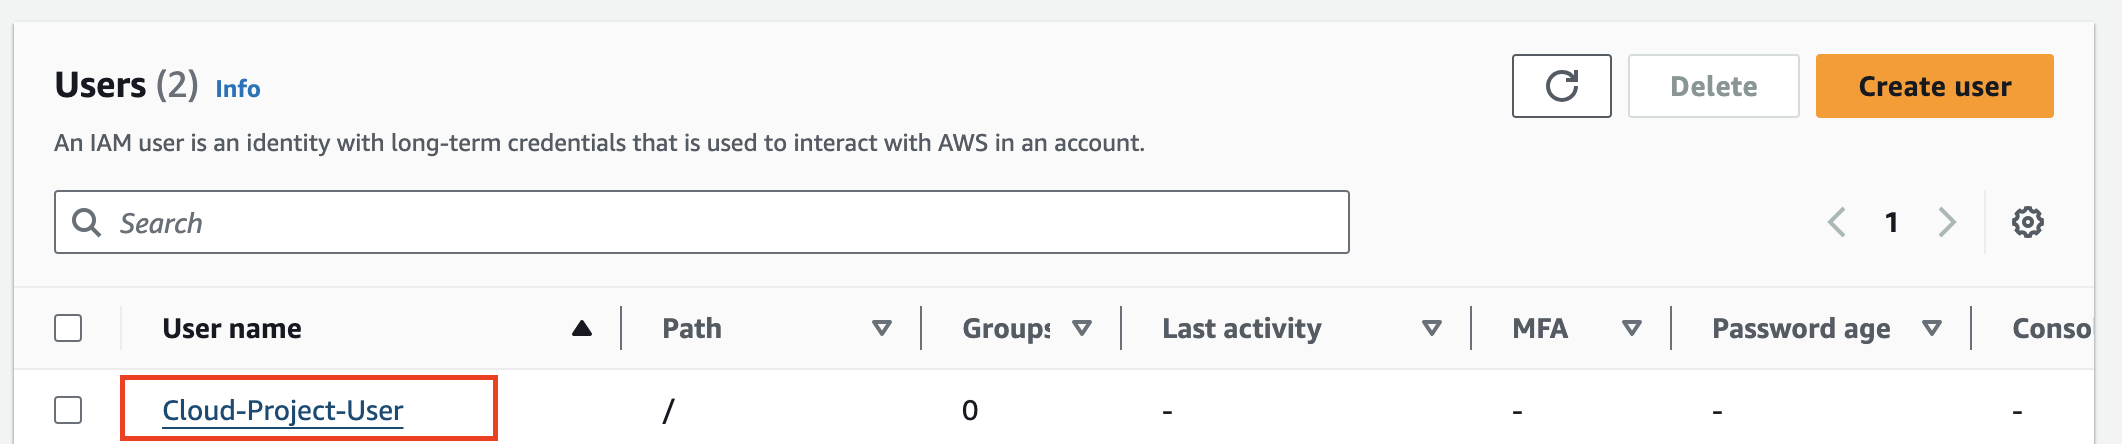 Users (2) Info
Delete
Create user
An IAM user is an identity with long-term credentials that is used to interact with AWS in an account.
Search
1
User name Path Groups Last activity MFA Password age Conso
Cloud-Project-User / 0 - - - -